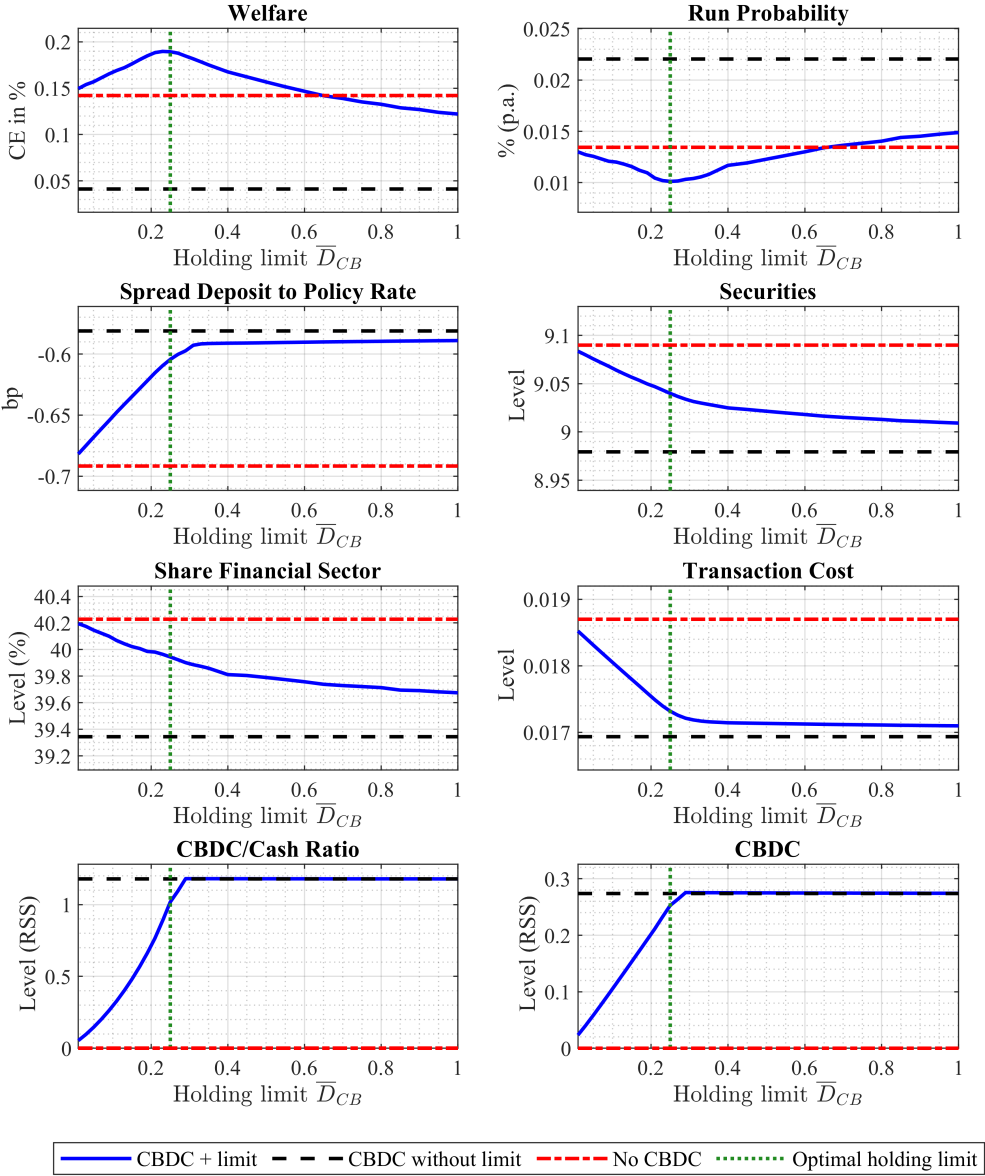 Welfare
CE in %
0.2
0.15
0.1
0.05
0.2 0.4 0.6 0.8 1
Holding limit D̅_CB
Run Probability
% (p.a.)
0.025
0.02
0.015
0.01
0.2 0.4 0.6 0.8 1
Holding limit D̅_CB
Spread Deposit to Policy Rate
bp
-0.6
-0.65
-0.7
0.2 0.4 0.6 0.8 1
Holding limit D̅_CB
Securities
Level
9.1
9.05
9
8.95
0.2 0.4 0.6 0.8 1
Holding limit D̅_CB
Share Financial Sector
Level (%)
40.4
40.2
40
39.8
39.6
39.4
39.2
0.2 0.4 0.6 0.8 1
Holding limit D̅_CB
Transaction Cost
Level
0.019
0.018
0.017
0.2 0.4 0.6 0.8 1
Holding limit D̅_CB
CBDC/Cash Ratio
Level (RSS)
1
0.5
0
0.2 0.4 0.6 0.8 1
Holding limit D̅_CB
CBDC
Level (RSS)
0.3
0.2
0.1
0
0.2 0.4 0.6 0.8 1
Holding limit D̅_CB
CBDC + limit CBDC without limit No CBDC Optimal holding limit